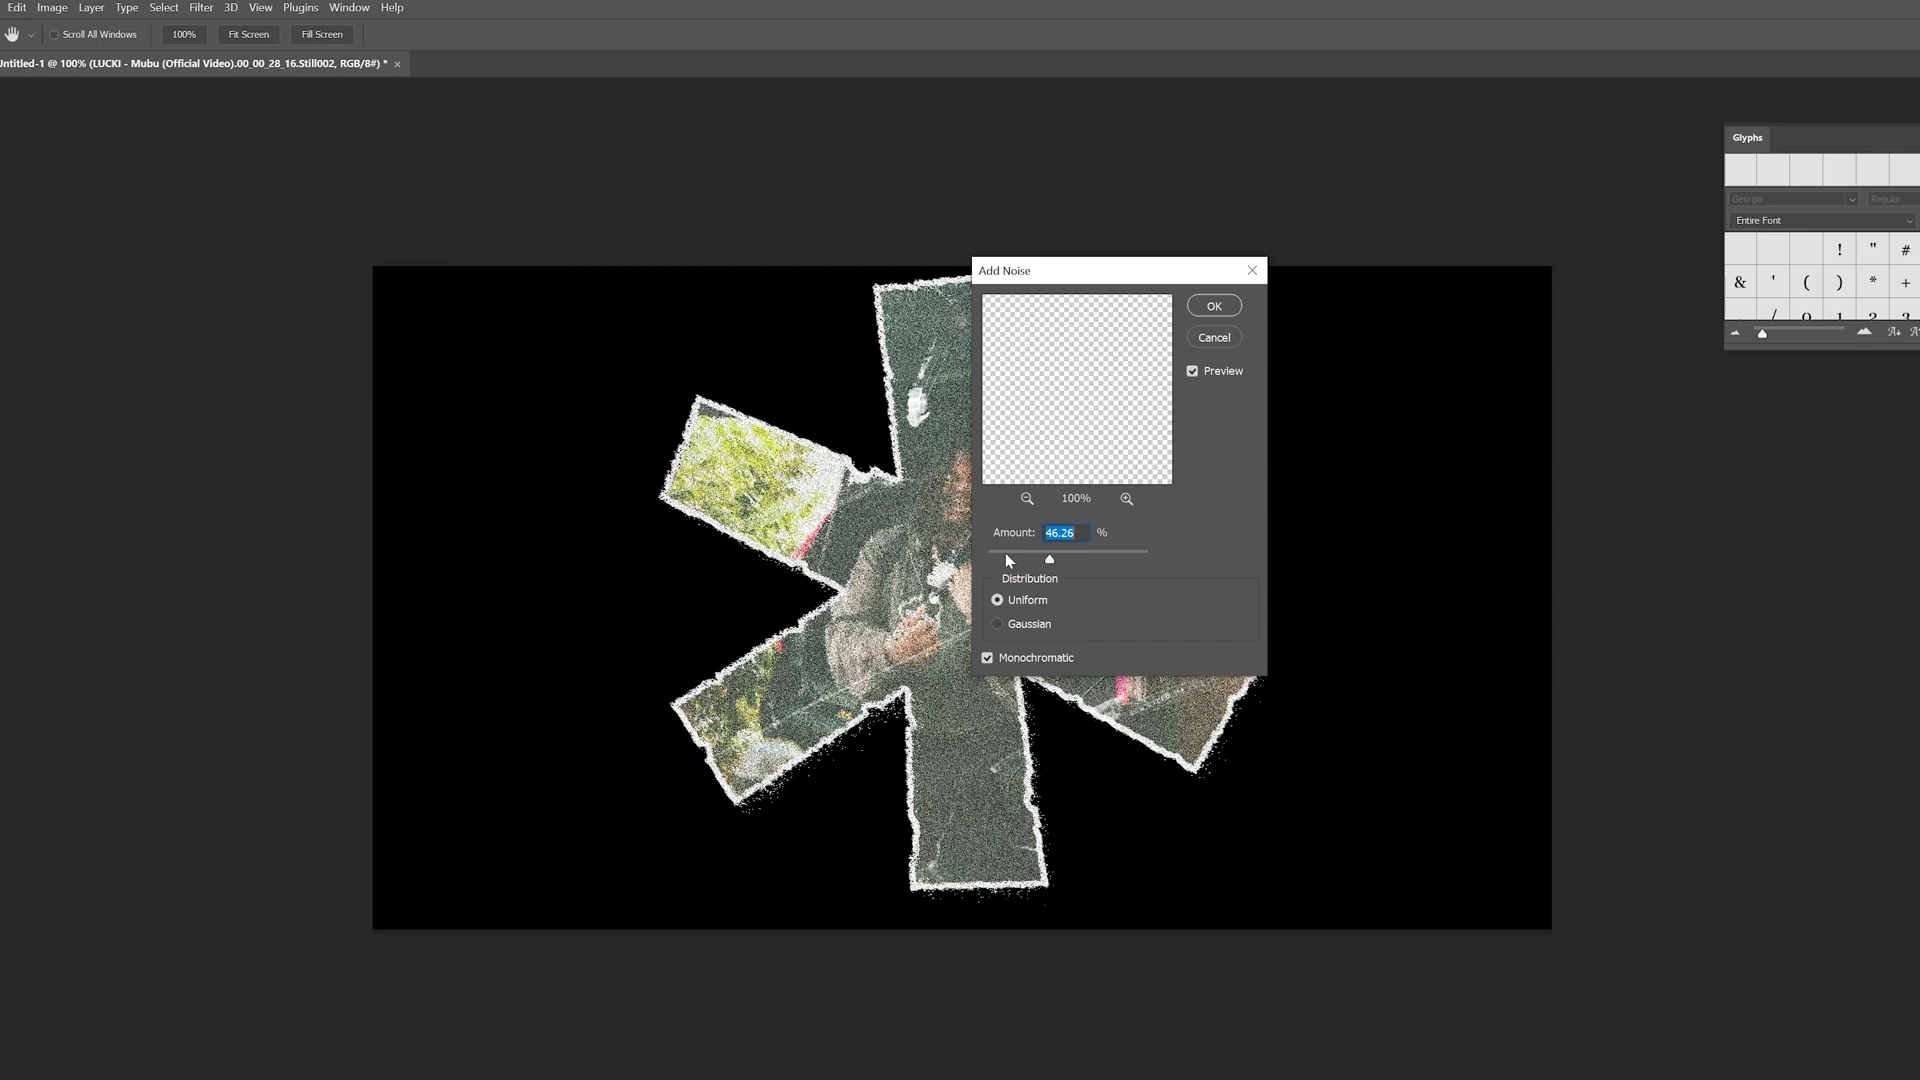 Edit Image Layer Type Select Filter 3D View Plugins Window Help
Scroll All Windows 100% Fit Screen Fill Screen
Untitled-1 @ 100% (LUCKI - Mubu (Official Video).00_00_28_16.Still002, RGB/8#) * ×
Glyphs
Georgia Regular
Entire Font
! " #
& ' ( ) * +
/ 0 1 2 3
Add Noise
OK
Cancel
Preview
100%
Amount: 46.26 %
Distribution
Uniform
Gaussian
Monochromatic